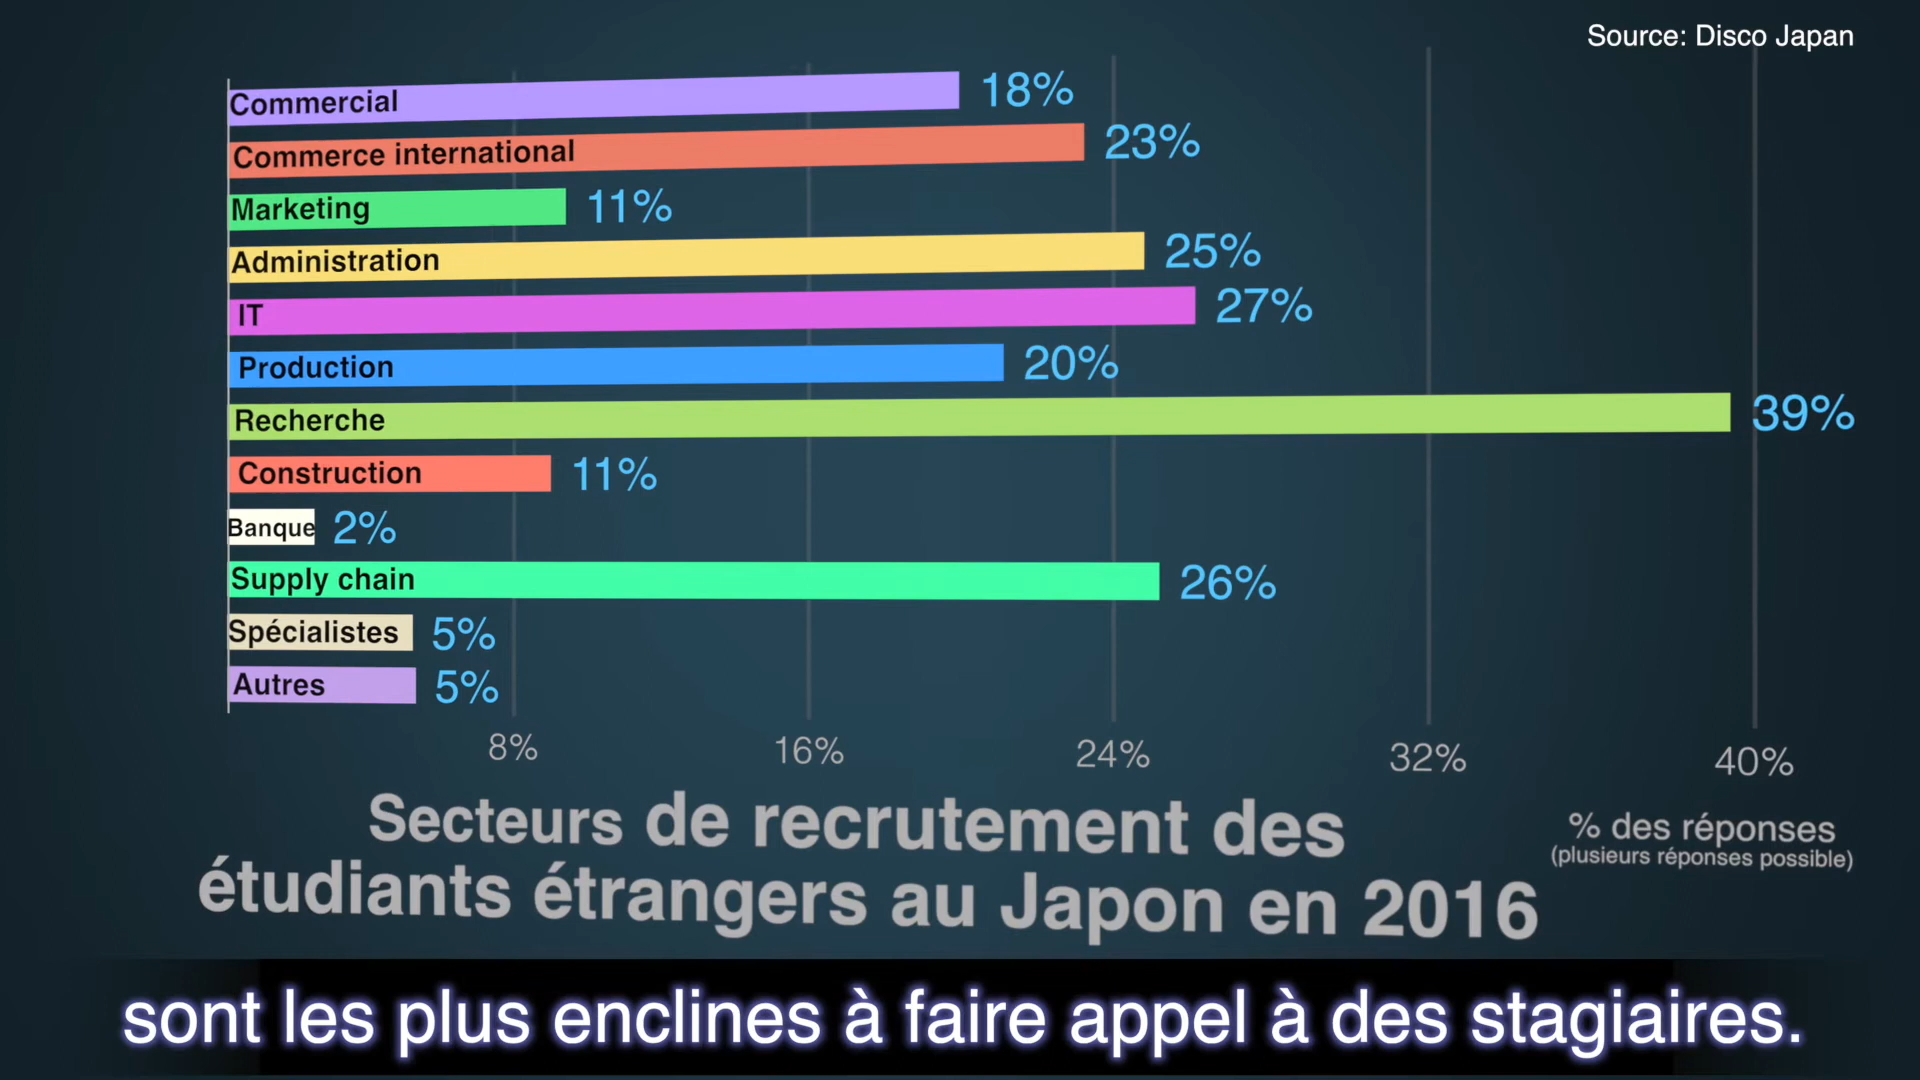 Source: Disco Japan
Commercial 18%
Commerce international 23%
Marketing 11%
Administration 25%
IT 27%
Production 20%
Recherche 39%
Construction 11%
Banque 2%
Supply chain 26%
Spécialistes 5%
Autres 5%
8% 16% 24% 32% 40%
Secteurs de recrutement des
étudiants étrangers au Japon en 2016
% des réponses
(plusieurs réponses possible)
sont les plus enclines à faire appel à des stagiaires.